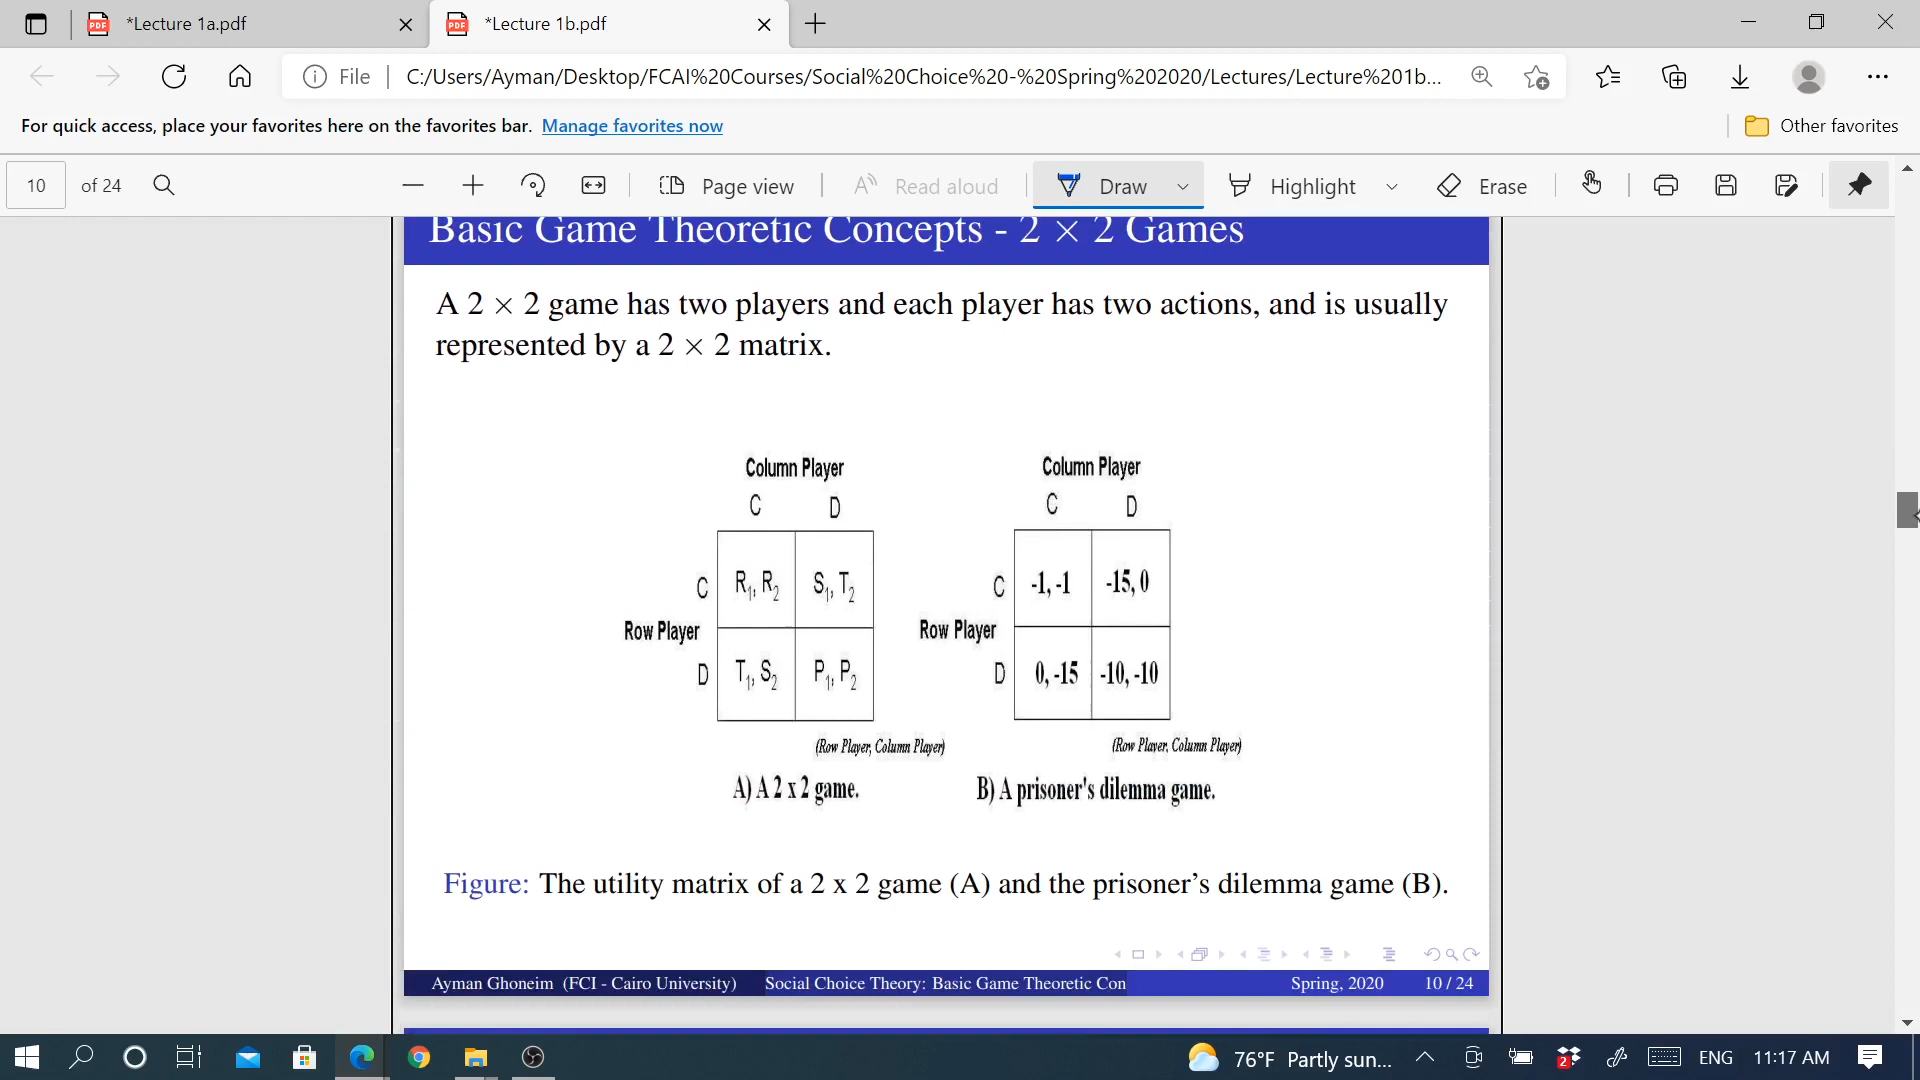 *Lecture 1a.pdf
*Lecture 1b.pdf
File C:/Users/Ayman/Desktop/FCAI%20Courses/Social%20Choice%20-%20Spring%202020/Lectures/Lecture%201b...
For quick access, place your favorites here on the favorites bar. Manage favorites now
Other favorites
10 of 24
Page view
Read aloud
Draw
Highlight
Erase
Basic Game Theoretic Concepts - 2 × 2 Games
A 2 × 2 game has two players and each player has two actions, and is usually
represented by a 2 × 2 matrix.
Column Player
C D
C R1, R2 S1, T2
Row Player
D T1, S2 P1, P2
(Row Player, Column Player)
A) A 2 x 2 game.
Column Player
C D
C -1, -1 -15, 0
Row Player
D 0, -15 -10, -10
(Row Player, Column Player)
B) A prisoner's dilemma game.
Figure: The utility matrix of a 2 x 2 game (A) and the prisoner's dilemma game (B).
Ayman Ghoneim (FCI - Cairo University) Social Choice Theory: Basic Game Theoretic Con Spring, 2020 10 / 24
76°F Partly sun... 2 ENG 11:17 AM